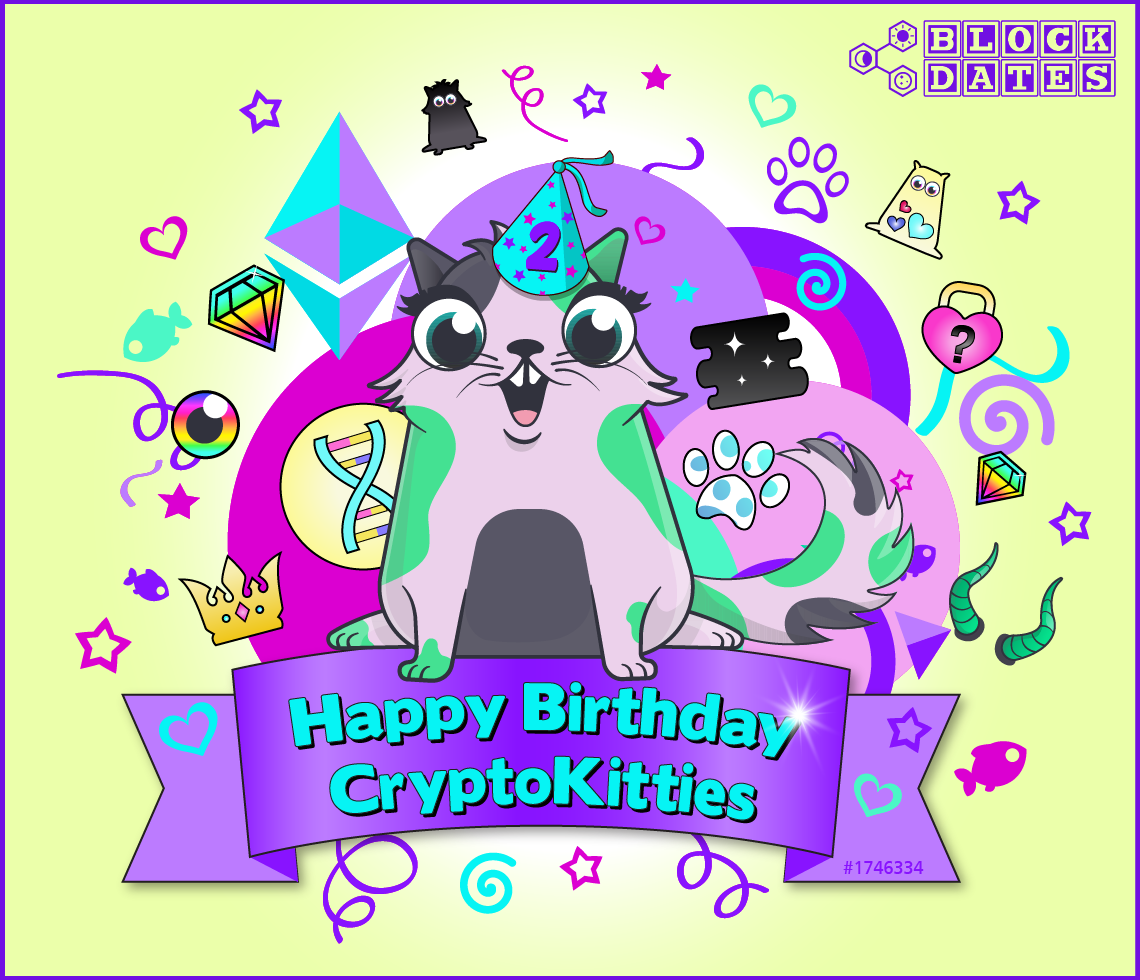 BLOCK
DATES
2
?
Happy Birthday
CryptoKitties
#1746334